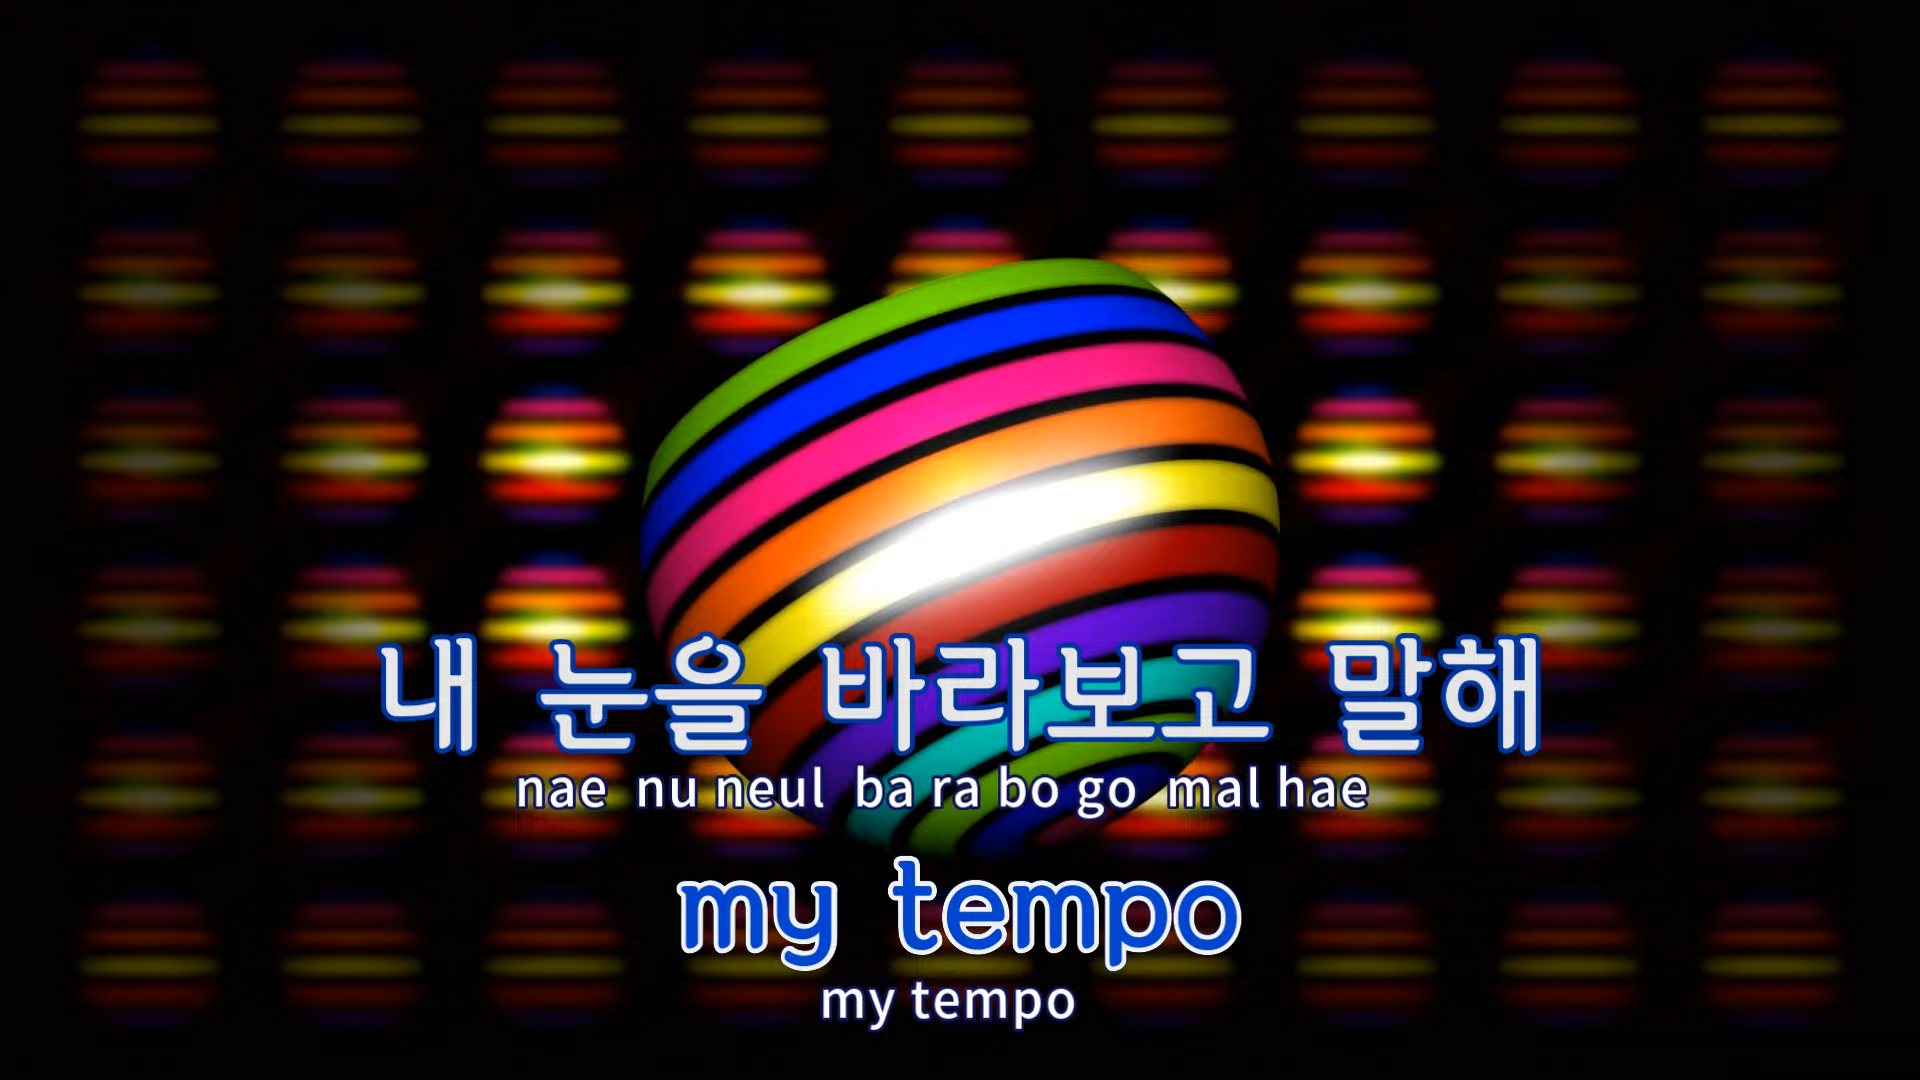 내 눈을 바라보고 말해
nae nu neul ba ra bo go mal hae
my tempo
my tempo